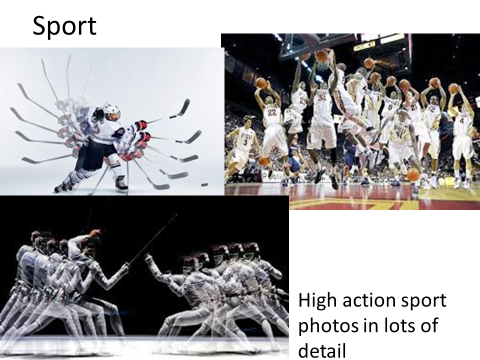 Sport
High action sport
photos in lots of
detail